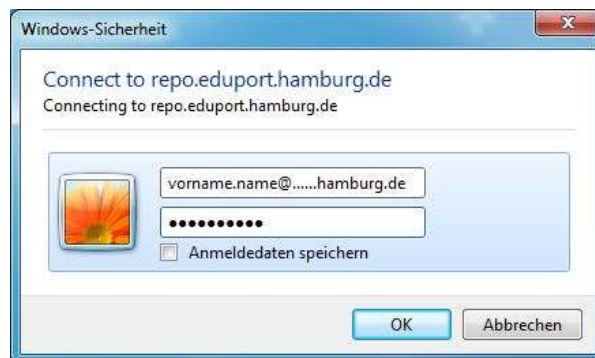 Windows-Sicherheit
Connect to repo.eduport.hamburg.de
Connecting to repo.eduport.hamburg.de
vorname.name@......hamburg.de
●●●●●●●●●●
Anmeldedaten speichern
OK
Abbrechen